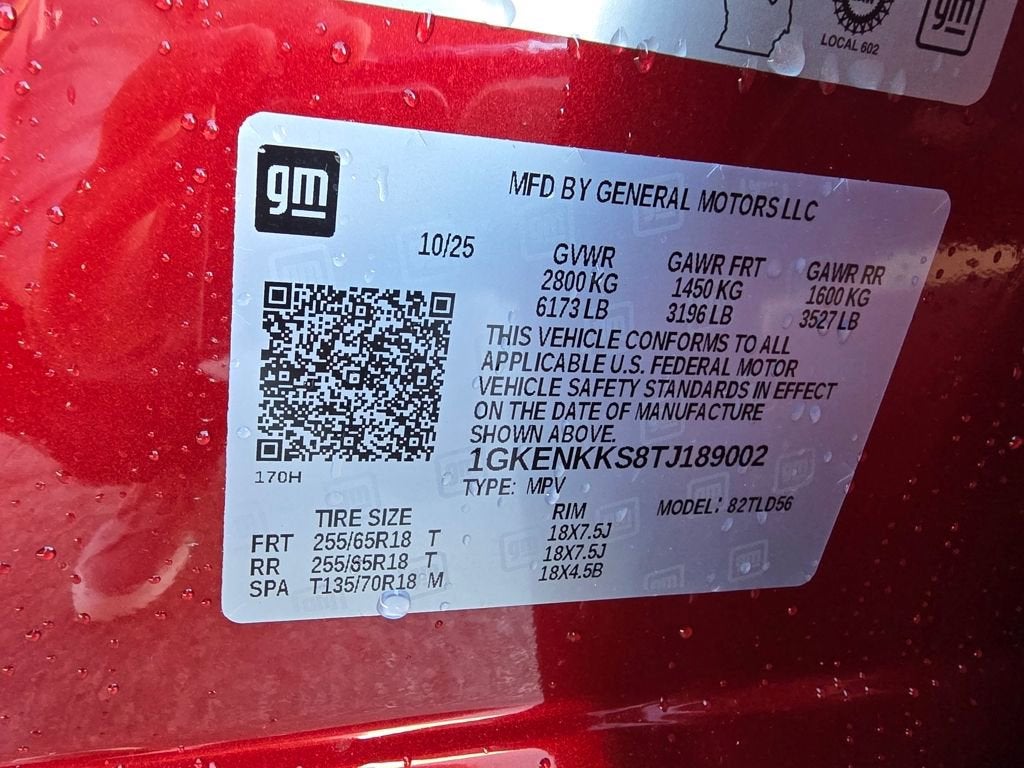 LOCAL 602
gm
gm
MFD BY GENERAL MOTORS LLC
10/25
GVWR GAWR FRT GAWR RR
2800 KG 1450 KG 1600 KG
6173 LB 3196 LB 3527 LB
THIS VEHICLE CONFORMS TO ALL
APPLICABLE U.S. FEDERAL MOTOR
VEHICLE SAFETY STANDARDS IN EFFECT
ON THE DATE OF MANUFACTURE
SHOWN ABOVE.
1GKENKKS8TJ189002
170H
TYPE: MPV
TIRE SIZE RIM MODEL: 82TLD56
FRT 255/65R18 T 18X7.5J
RR 255/65R18 T 18X7.5J
SPA T135/70R18 M 18X4.5B